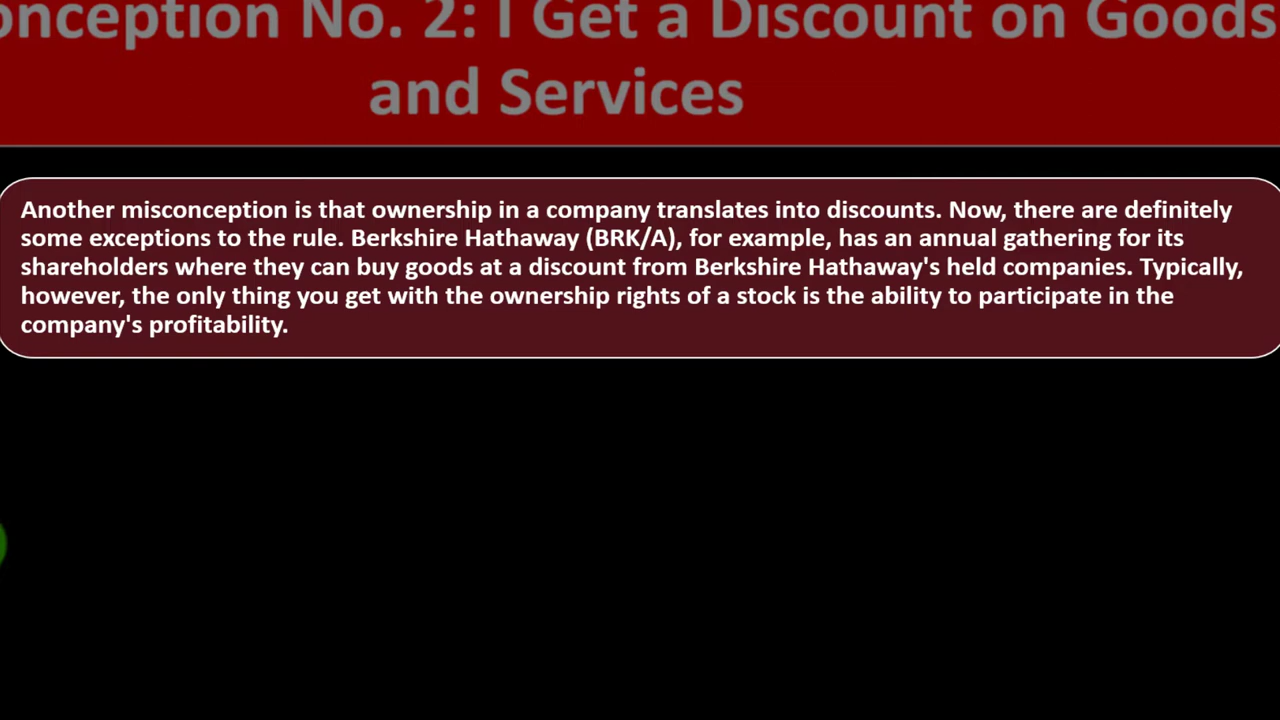 onception No. 2: I Get a Discount on Goods
and Services
Another misconception is that ownership in a company translates into discounts. Now, there are definitely
some exceptions to the rule. Berkshire Hathaway (BRK/A), for example, has an annual gathering for its
shareholders where they can buy goods at a discount from Berkshire Hathaway's held companies. Typically,
however, the only thing you get with the ownership rights of a stock is the ability to participate in the
company's profitability.